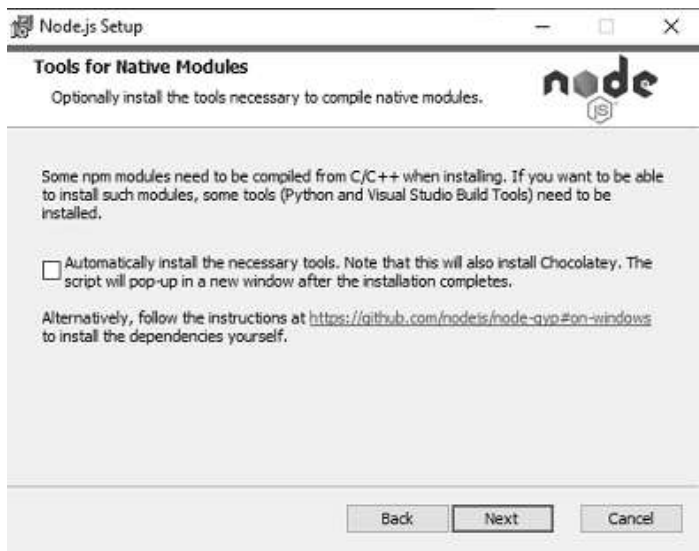 Node.js Setup
Tools for Native Modules
Optionally install the tools necessary to compile native modules.
node
JS
Some npm modules need to be compiled from C/C++ when installing. If you want to be able
to install such modules, some tools (Python and Visual Studio Build Tools) need to be
installed.
Automatically install the necessary tools. Note that this will also install Chocolatey. The
script will pop-up in a new window after the installation completes.
Alternatively, follow the instructions at https://github.com/nodejs/node-gyp#on-windows
to install the dependencies yourself.
Back Next Cancel